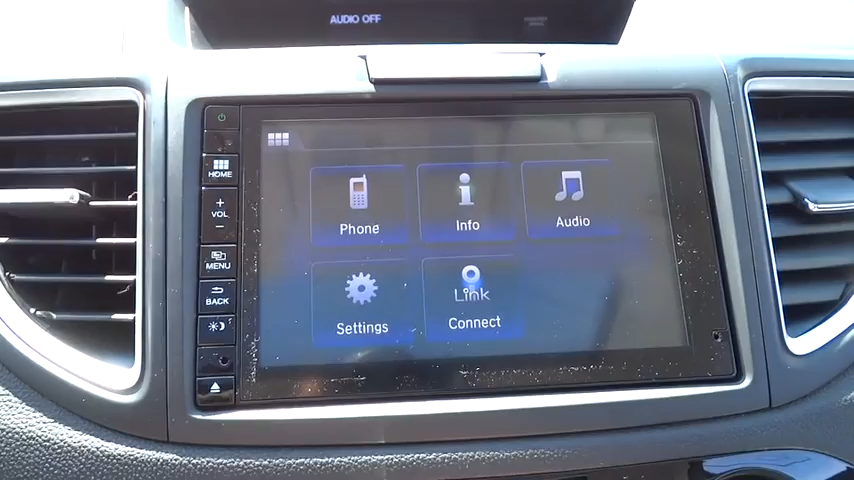 AUDIO OFF
HOME
+
VOL
−
MENU
BACK
Phone
Info
Audio
Settings
Link
Connect